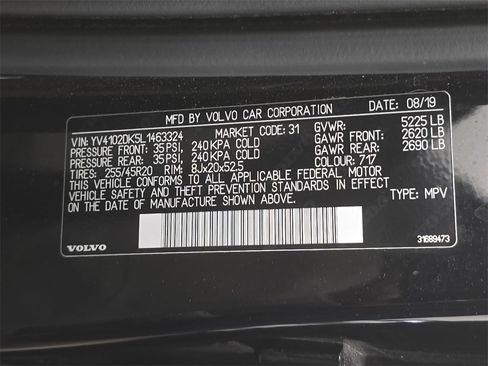 MFD BY VOLVO CAR CORPORATION DATE: 08/19
VIN: YV4102DK5L1463324 MARKET CODE: 31 GVWR: 5225 LB
PRESSURE FRONT: 35 PSI, 240 KPA COLD GAWR FRONT: 2620 LB
PRESSURE REAR: 35 PSI, 240 KPA COLD GAWR REAR: 2690 LB
TIRES: 255/45R20 RIM: 8Jx20x52.5 COLOUR: 717
THIS VEHICLE CONFORMS TO ALL APPLICABLE FEDERAL MOTOR
VEHICLE SAFETY AND THEFT PREVENTION STANDARDS IN EFFECT
ON THE DATE OF MANUFACTURE SHOWN ABOVE. TYPE: MPV
VOLVO 31689473